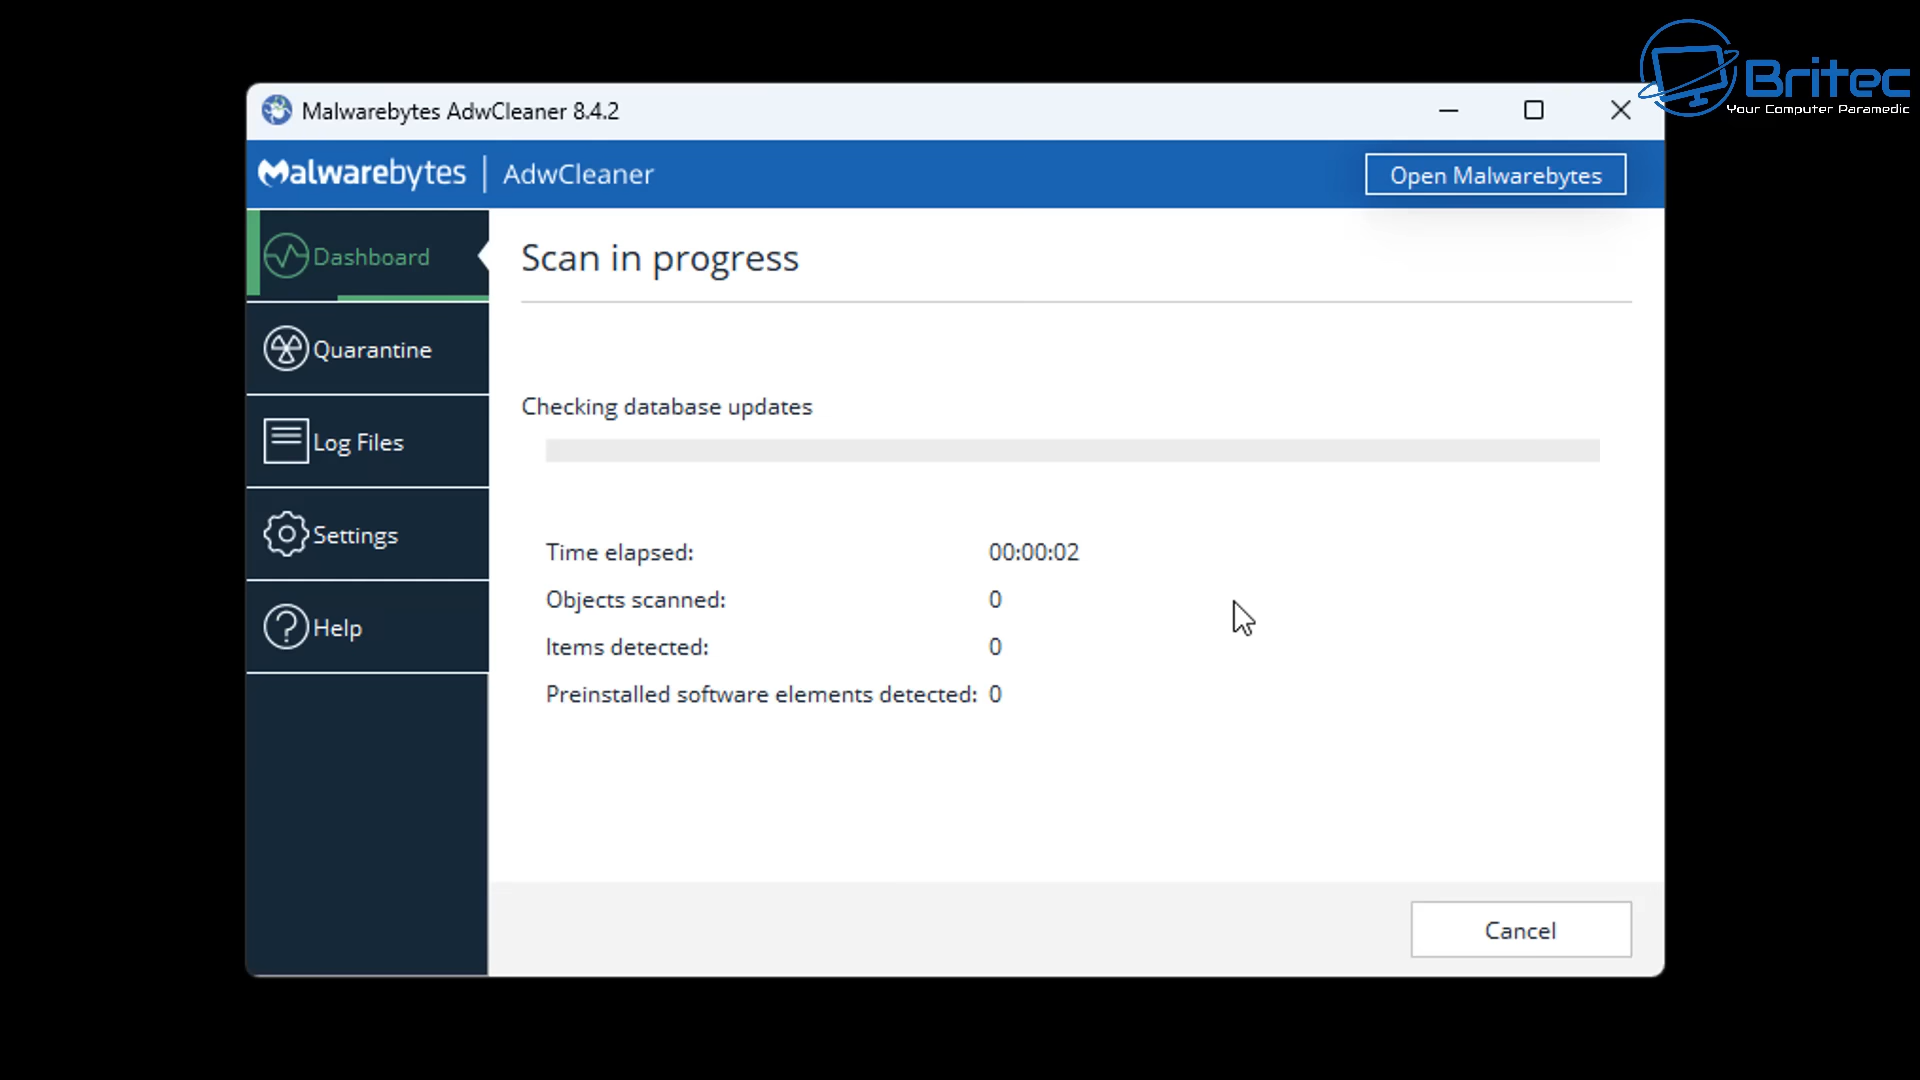 Britec
Your Computer Paramedic
Malwarebytes AdwCleaner 8.4.2
Malwarebytes | AdwCleaner
Open Malwarebytes
Dashboard
Quarantine
Log Files
Settings
Help
Scan in progress
Checking database updates
Time elapsed: 00:00:02
Objects scanned: 0
Items detected: 0
Preinstalled software elements detected: 0
Cancel